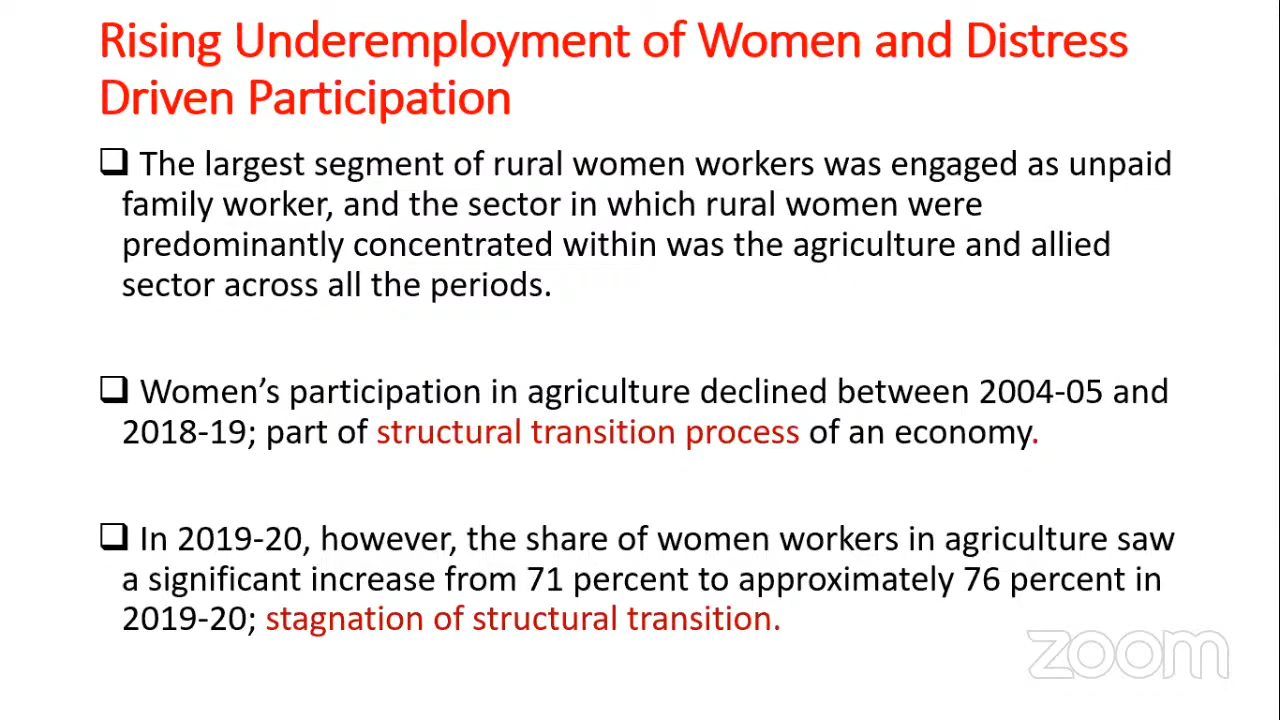 Rising Underemployment of Women and Distress
Driven Participation
❑ The largest segment of rural women workers was engaged as unpaid
family worker, and the sector in which rural women were
predominantly concentrated within was the agriculture and allied
sector across all the periods.
❑ Women’s participation in agriculture declined between 2004-05 and
2018-19; part of structural transition process of an economy.
❑ In 2019-20, however, the share of women workers in agriculture saw
a significant increase from 71 percent to approximately 76 percent in
2019-20; stagnation of structural transition.
zoom